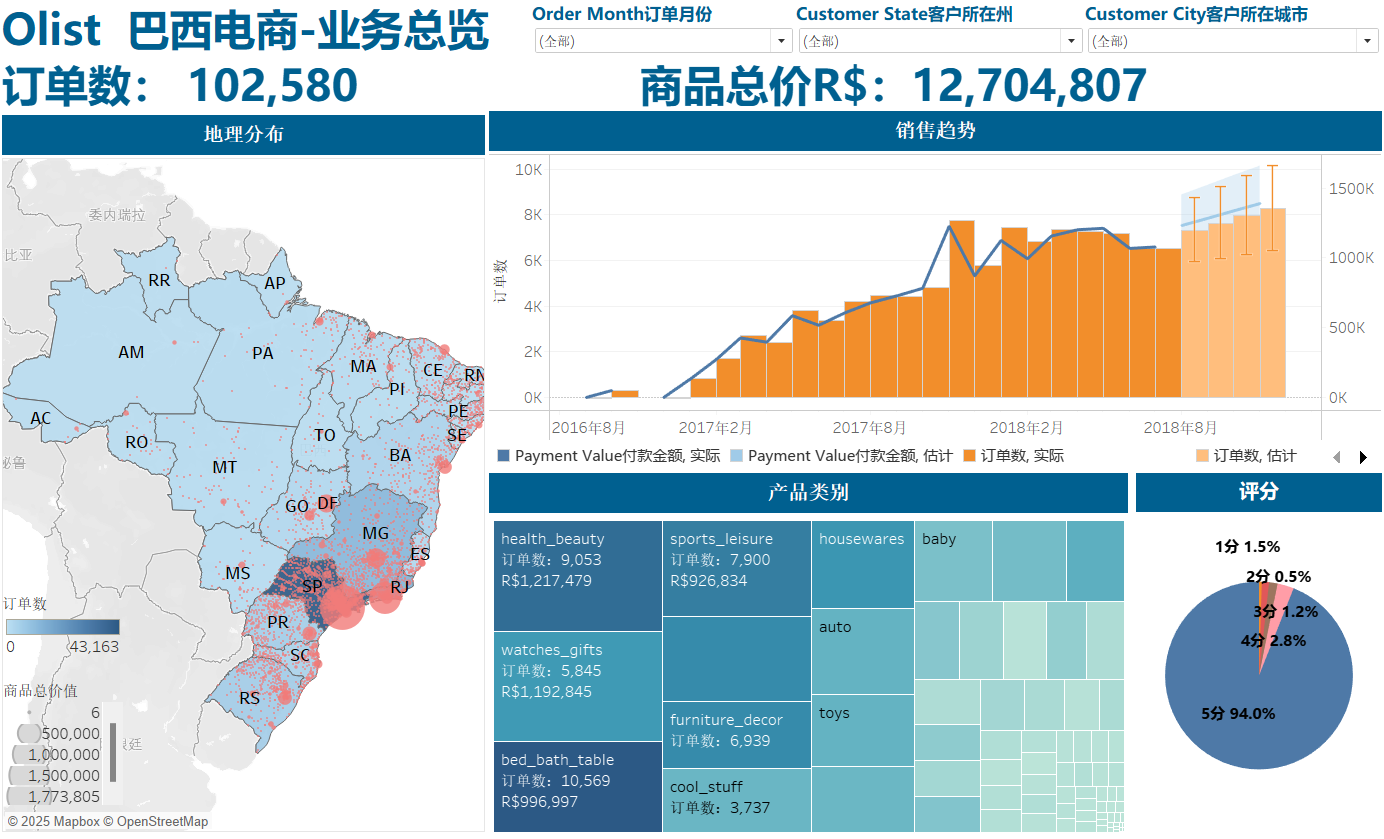 Olist 巴西电商-业务总览
Order Month订单月份
Customer State客户所在州
Customer City客户所在城市
(全部)
(全部)
(全部)
订单数： 102,580
商品总价R$：12,704,807
地理分布
委内瑞拉
比亚
秘鲁
RR
AP
AM
PA
MA
CE
RN
PI
PE
AC
SE
RO
TO
BA
MT
GO
DF
MG
ES
MS
SP
RJ
PR
SC
RS
订单数
0
43,163
商品总价值
6
500,000
1,000,000
1,500,000
1,773,805
© 2025 Mapbox © OpenStreetMap
销售趋势
订单数
10K
8K
6K
4K
2K
0K
1500K
1000K
500K
0K
2016年8月
2017年2月
2017年8月
2018年2月
2018年8月
Payment Value付款金额, 实际
Payment Value付款金额, 估计
订单数, 实际
订单数, 估计
产品类别
health_beauty
订单数：9,053
R$1,217,479
watches_gifts
订单数：5,845
R$1,192,845
bed_bath_table
订单数：10,569
R$996,997
sports_leisure
订单数：7,900
R$926,834
furniture_decor
订单数：6,939
cool_stuff
订单数：3,737
housewares
auto
toys
baby
评分
1分 1.5%
2分 0.5%
3分 1.2%
4分 2.8%
5分 94.0%